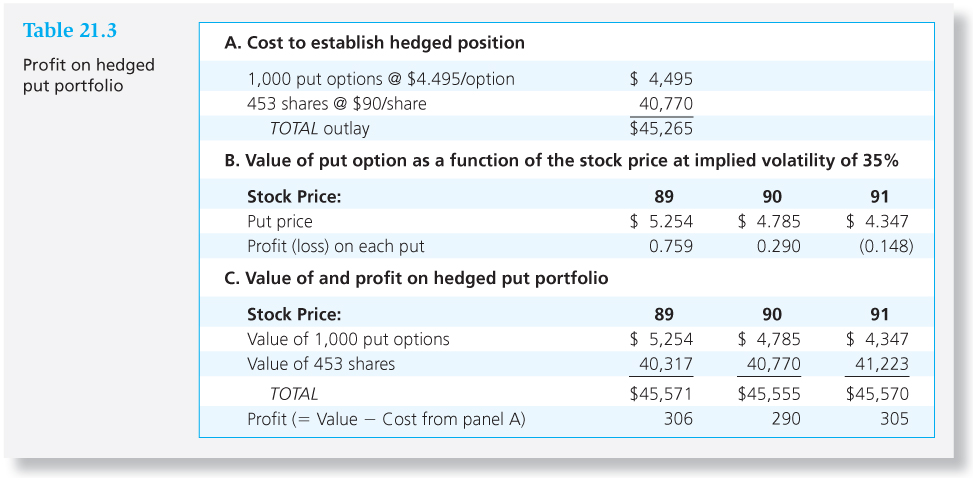 Table 21.3
Profit on hedged
put portfolio
A. Cost to establish hedged position
1,000 put options @ $4.495/option $ 4,495
453 shares @ $90/share 40,770
TOTAL outlay $45,265
B. Value of put option as a function of the stock price at implied volatility of 35%
Stock Price: 89 90 91
Put price $ 5.254 $ 4.785 $ 4.347
Profit (loss) on each put 0.759 0.290 (0.148)
C. Value of and profit on hedged put portfolio
Stock Price: 89 90 91
Value of 1,000 put options $ 5,254 $ 4,785 $ 4,347
Value of 453 shares 40,317 40,770 41,223
TOTAL $45,571 $45,555 $45,570
Profit (= Value − Cost from panel A) 306 290 305